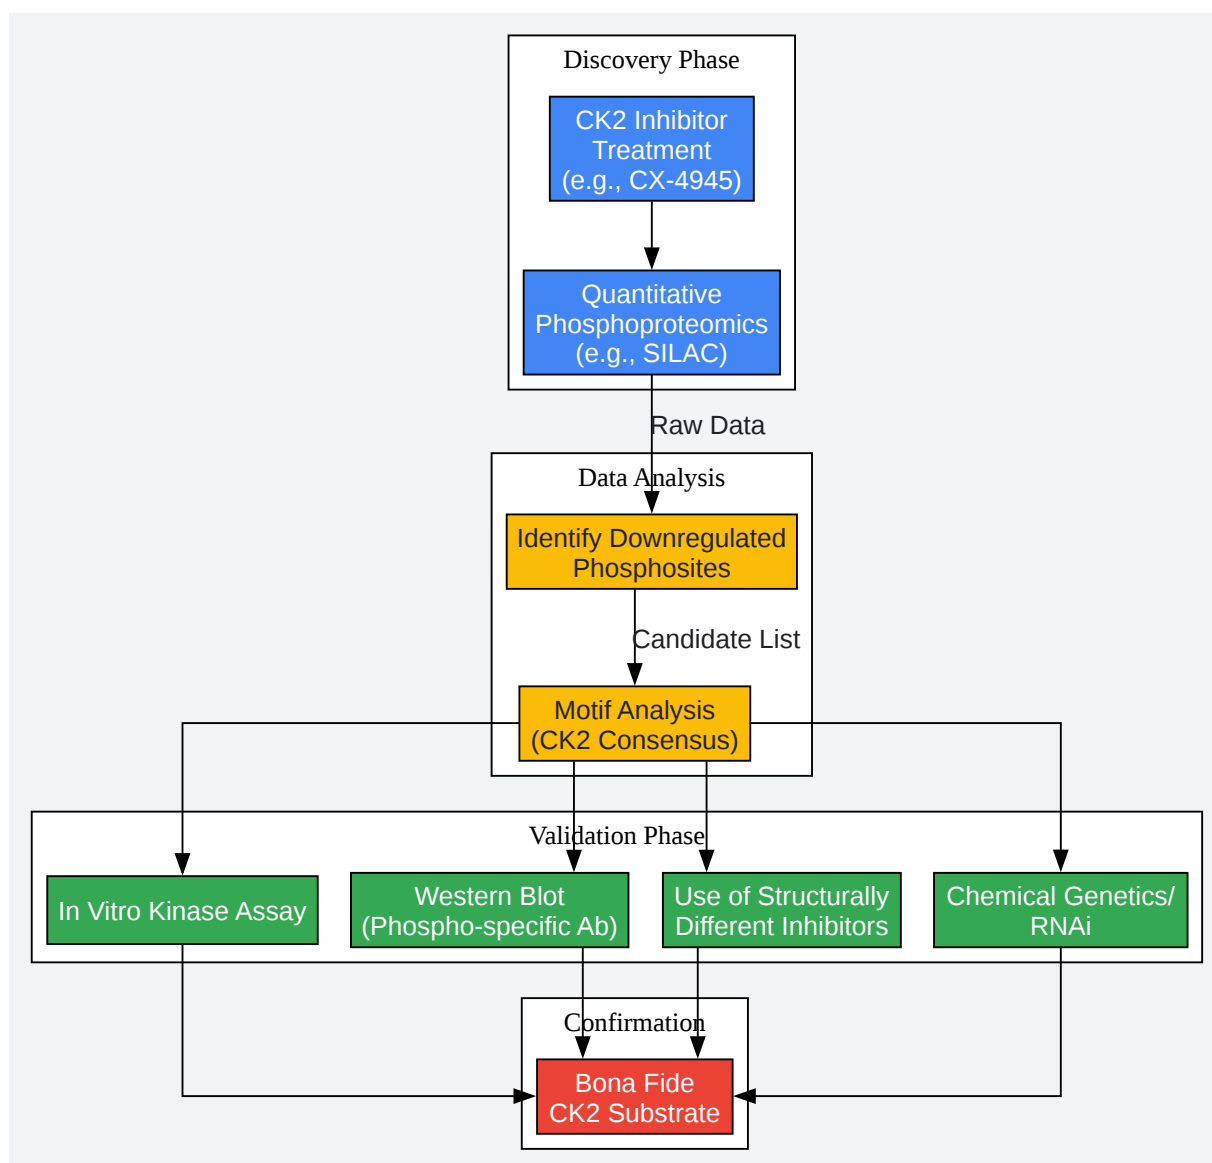 Discovery Phase
CK2 Inhibitor
Treatment
(e.g., CX-4945)
Quantitative
Phosphoproteomics
(e.g., SILAC)
Raw Data
Data Analysis
Identify Downregulated
Phosphosites
Candidate List
Motif Analysis
(CK2 Consensus)
Validation Phase
In Vitro Kinase Assay
Western Blot
(Phospho-specific Ab)
Use of Structurally
Different Inhibitors
Chemical Genetics/
RNAi
Confirmation
Bona Fide
CK2 Substrate